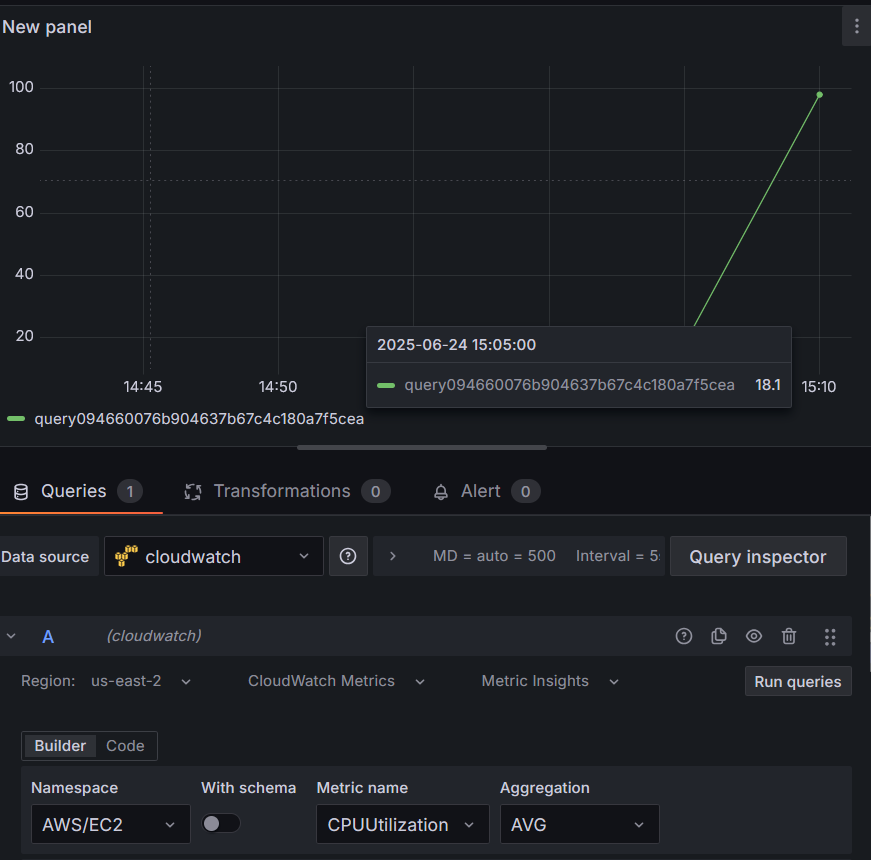 New panel
100
80
60
40
20
2025-06-24 15:05:00
query094660076b904637b67c4c180a7f5cea 18.1
14:45 14:50 15:10
query094660076b904637b67c4c180a7f5cea
Queries 1 Transformations 0 Alert 0
Data source cloudwatch MD = auto = 500 Interval = 5s Query inspector
A (cloudwatch)
Region: us-east-2 CloudWatch Metrics Metric Insights Run queries
Builder Code
Namespace With schema Metric name Aggregation
AWS/EC2 CPUUtilization AVG